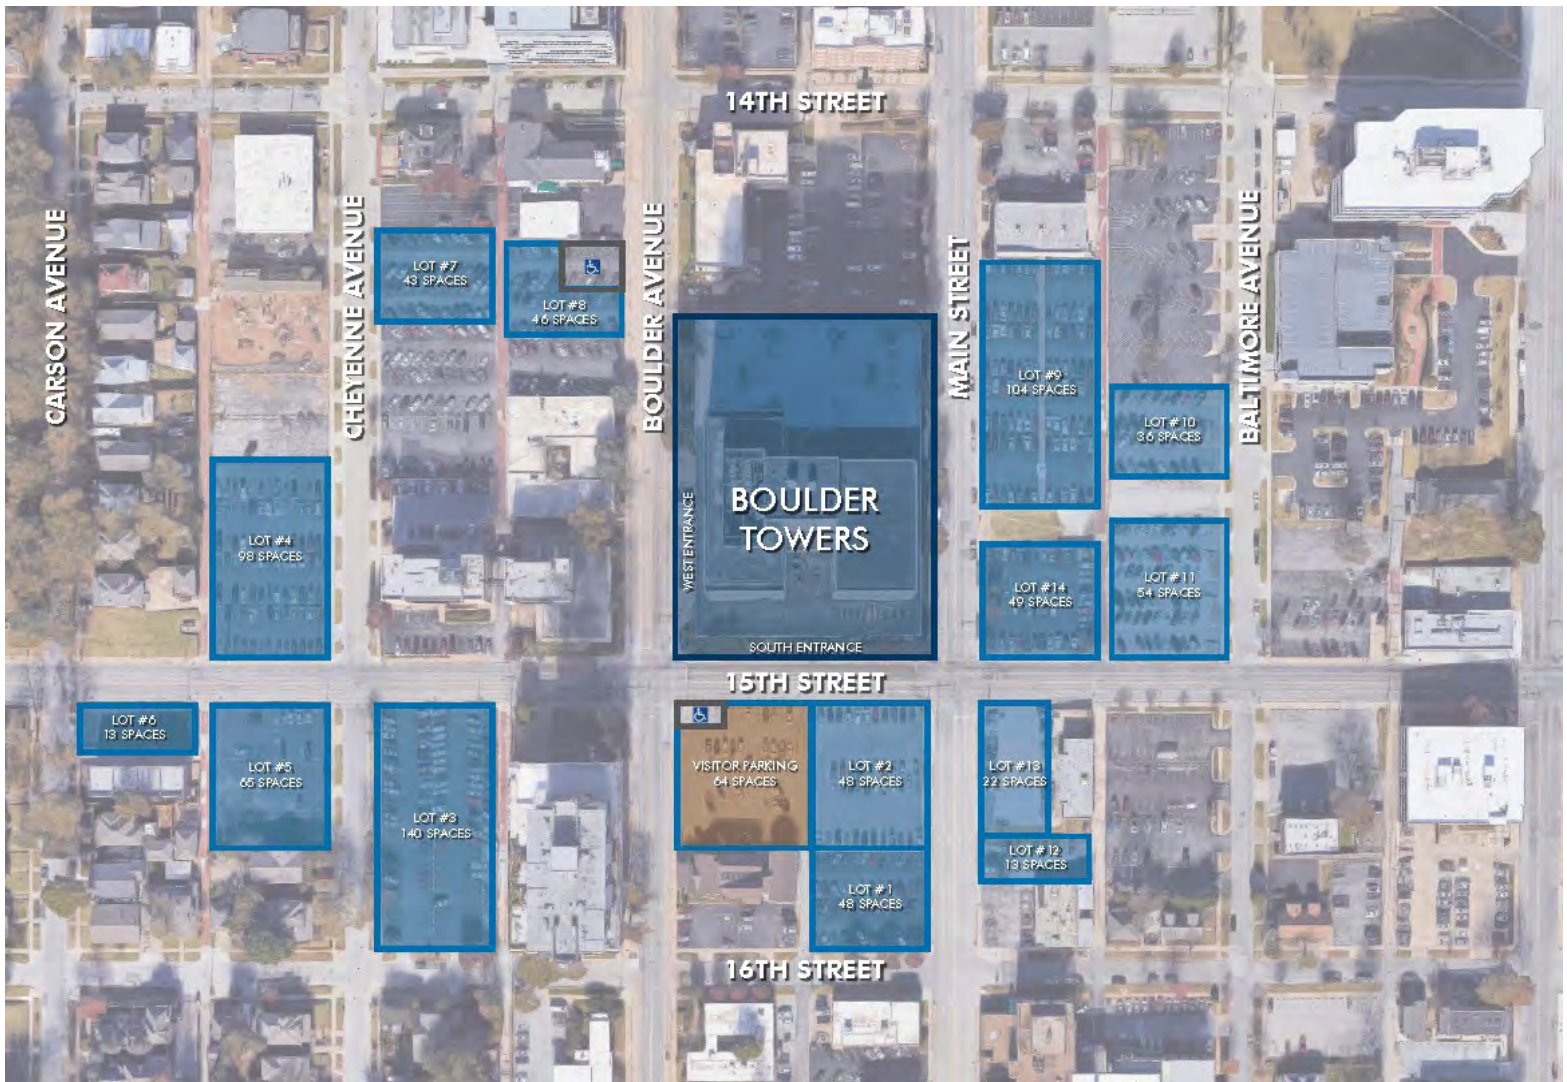 14TH STREET
CARSON AVENUE
CHEYENNE AVENUE
BOULDER AVENUE
MAIN STREET
BALTIMORE AVENUE
LOT #7
43 SPACES
LOT #8
46 SPACES
LOT #9
104 SPACES
LOT #10
36 SPACES
LOT #4
98 SPACES
WEST ENTRANCE
BOULDER
TOWERS
SOUTH ENTRANCE
LOT #14
49 SPACES
LOT #11
54 SPACES
15TH STREET
LOT #6
13 SPACES
LOT #5
65 SPACES
LOT #3
140 SPACES
VISITOR PARKING
64 SPACES
LOT #2
48 SPACES
LOT #13
22 SPACES
LOT #12
13 SPACES
LOT #1
48 SPACES
16TH STREET